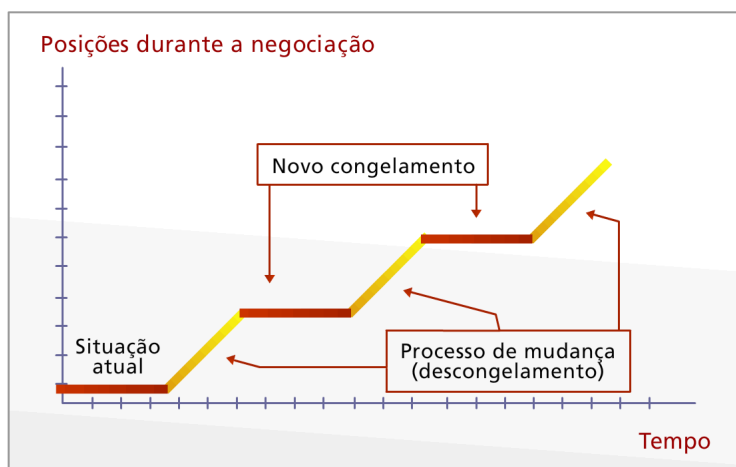 Posições durante a negociação
Novo congelamento
Situação
atual
Processo de mudança
(descongelamento)
Tempo